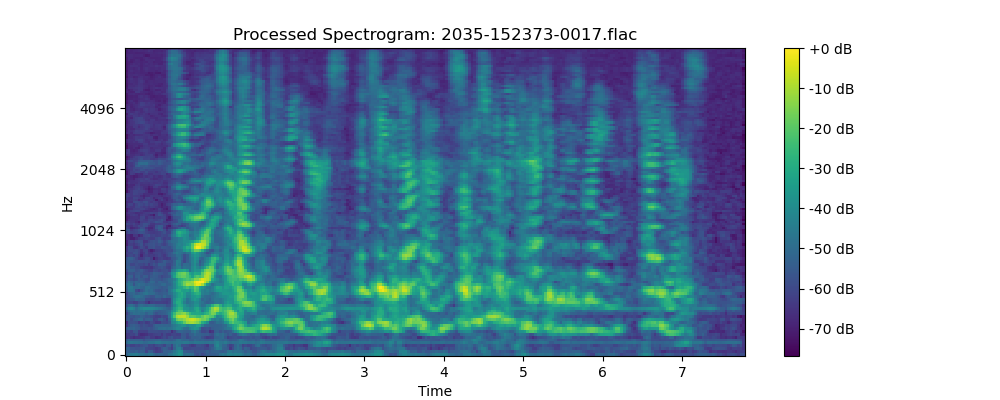 Processed Spectrogram: 2035-152373-0017.flac
Hz
4096
2048
1024
512
0
0 1 2 3 4 5 6 7
Time
+0 dB
-10 dB
-20 dB
-30 dB
-40 dB
-50 dB
-60 dB
-70 dB